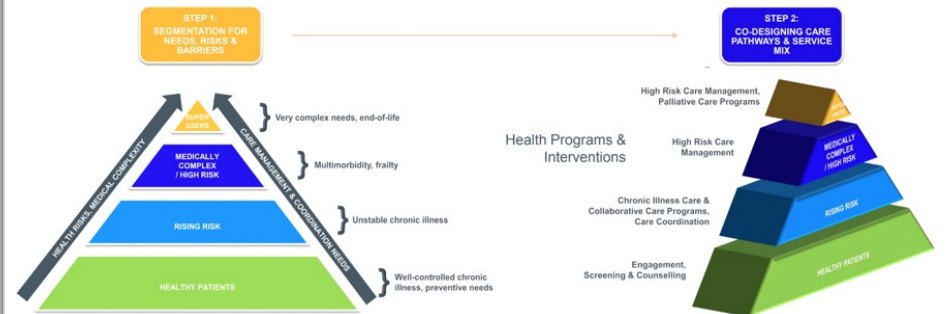 STEP 1:
SEGMENTATION FOR
NEEDS, RISKS &
BARRIERS
STEP 2:
CO-DESIGNING CARE
PATHWAYS & SERVICE
MIX
HEALTH RISKS, MEDICAL COMPLEXITY
CARE MANAGEMENT & COORDINATION NEEDS
SUPER
USERS
Very complex needs, end-of-life
MEDICALLY
COMPLEX
/ HIGH RISK
Multimorbidity, frailty
RISING RISK
Unstable chronic illness
HEALTHY PATIENTS
Well-controlled chronic
illness, preventive needs
Health Programs &
Interventions
High Risk Care Management,
Palliative Care Programs
High Risk Care
Management
MEDICALLY
COMPLEX
/ HIGH RISK
Chronic Illness Care &
Collaborative Care Programs,
Care Coordination
RISING RISK
Engagement,
Screening & Counselling
HEALTHY PATIENTS